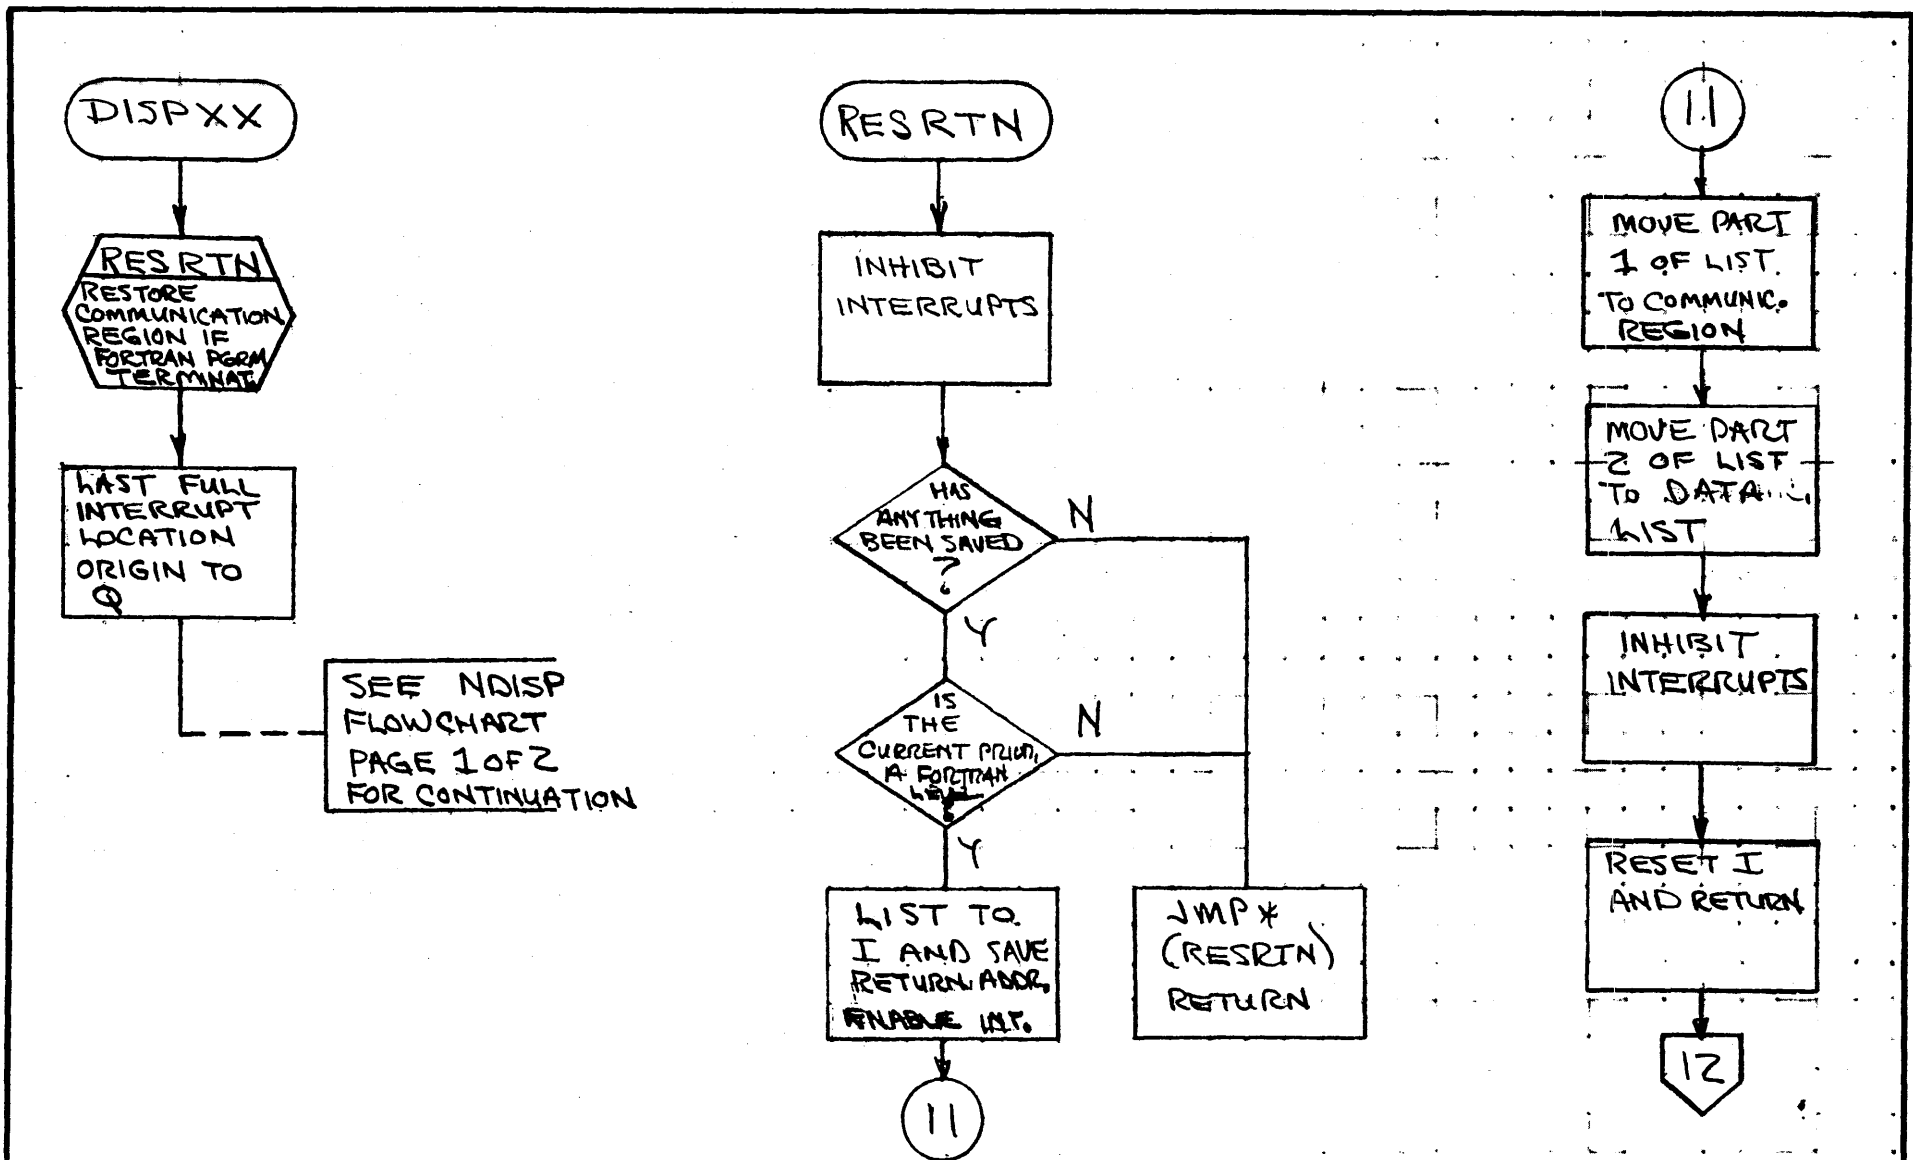 DISPXX
RESRTN
RESTORE
COMMUNICATION
REGION IF
FORTRAN PGRM
TERMINAT.
LAST FULL
INTERRUPT
LOCATION
ORIGIN TO
Q
SEE NDISP
FLOWCHART
PAGE 1 OF 2
FOR CONTINUATION
RESRTN
INHIBIT
INTERRUPTS
HAS
ANYTHING
BEEN SAVED
?
N
Y
IS
THE
CURRENT PRIOR.
A FORTRAN
LEVEL
?
N
Y
LIST TO
I AND SAVE
RETURN ADDR.
ENABLE INT.
11
JMP*
(RESRTN)
RETURN
11
MOVE PART
1 OF LIST
TO COMMUNIC.
REGION
MOVE PART
2 OF LIST
TO DATA
LIST
INHIBIT
INTERRUPTS
RESET I
AND RETURN
12